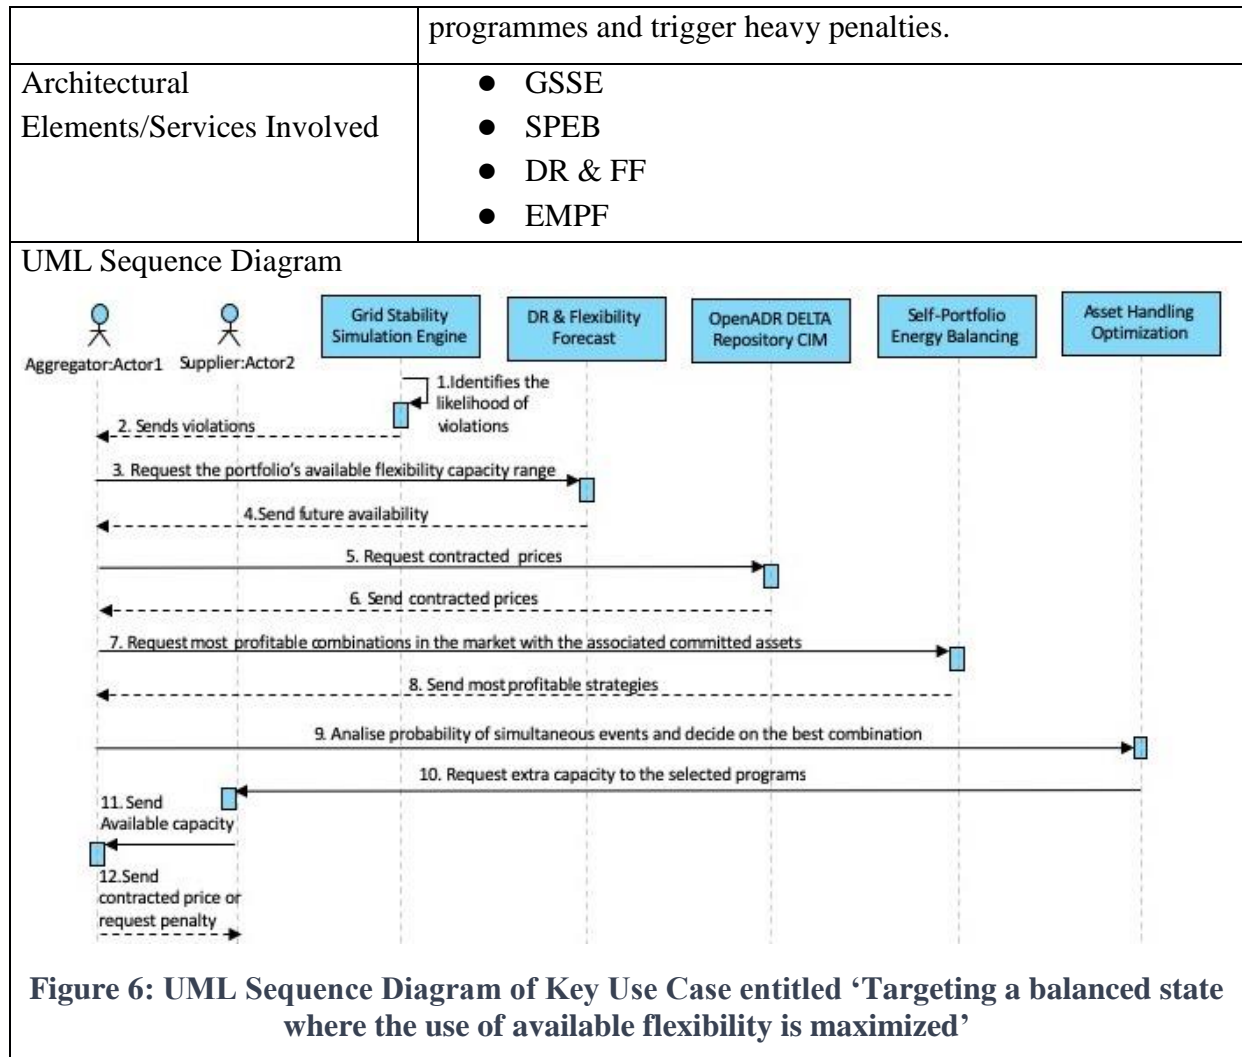 programmes and trigger heavy penalties.
Architectural
Elements/Services Involved
● GSSE
● SPEB
● DR & FF
● EMPF
UML Sequence Diagram
Aggregator:Actor1
Supplier:Actor2
Grid Stability
Simulation Engine
DR & Flexibility
Forecast
OpenADR DELTA
Repository CIM
Self-Portfolio
Energy Balancing
Asset Handling
Optimization
1.Identifies the
likelihood of
violations
2. Sends violations
3. Request the portfolio's available flexibility capacity range
4.Send future availability
5. Request contracted prices
6. Send contracted prices
7. Request most profitable combinations in the market with the associated committed assets
8. Send most profitable strategies
9. Analise probability of simultaneous events and decide on the best combination
10. Request extra capacity to the selected programs
11. Send
Available capacity
12.Send
contracted price or
request penalty
Figure 6: UML Sequence Diagram of Key Use Case entitled ‘Targeting a balanced state
where the use of available flexibility is maximized’